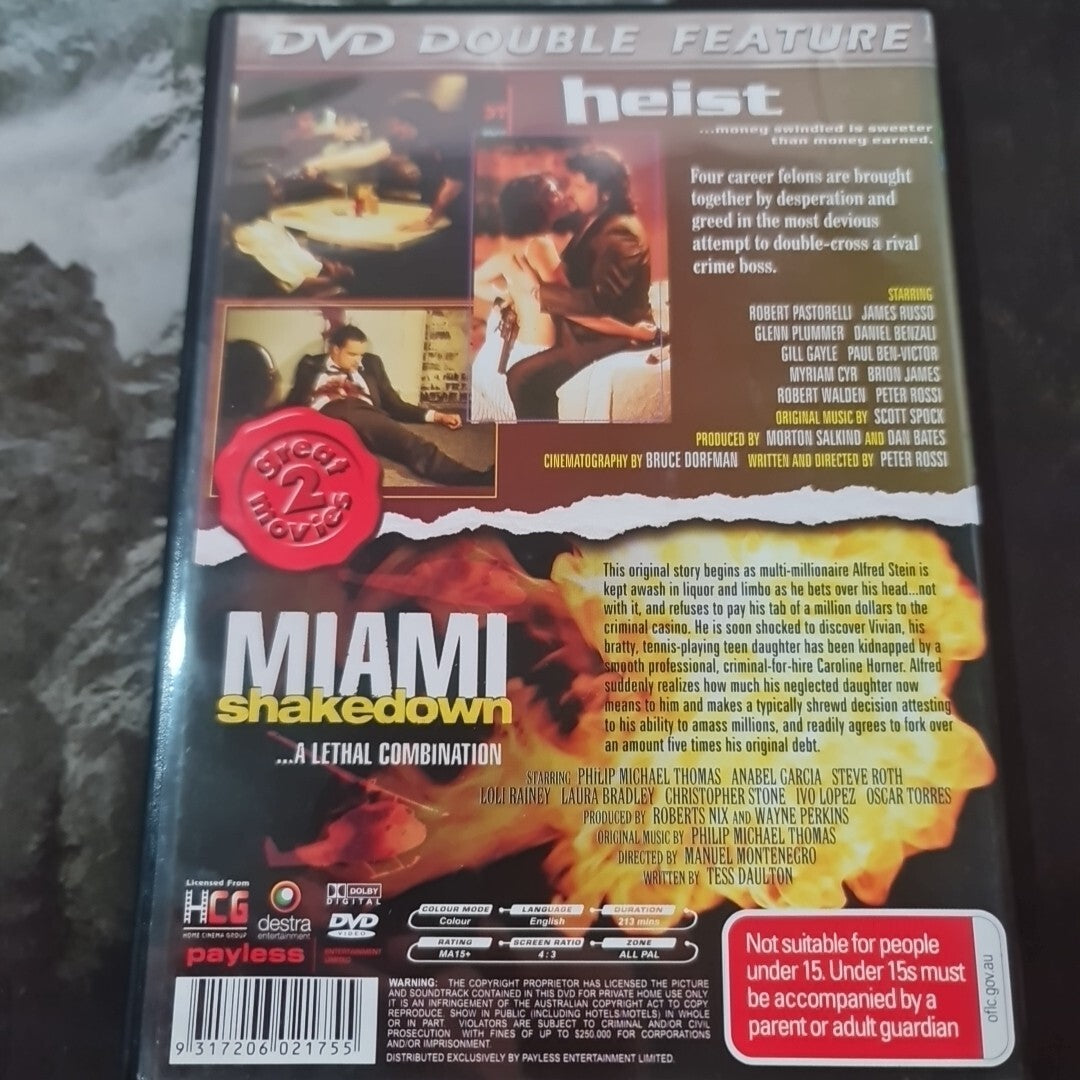 DVD DOUBLE FEATURE
heist
...money swindled is sweeter
than money earned.
Four career felons are brought
together by desperation and
greed in the most devious
attempt to double-cross a rival
crime boss.
STARRING
ROBERT PASTORELLI JAMES RUSSO
GLENN PLUMMER DANIEL BENZALI
GILL GAYLE PAUL BEN-VICTOR
MYRIAM CYR BRION JAMES
ROBERT WALDEN PETER ROSSI
ORIGINAL MUSIC BY SCOTT SPOCK
PRODUCED BY MORTON SALKIND AND DAN BATES
CINEMATOGRAPHY BY BRUCE DORFMAN WRITTEN AND DIRECTED BY PETER ROSSI
great
2
movies
This original story begins as multi-millionaire Alfred Stein is
kept awash in liquor and limbo as he bets over his head...not
with it, and refuses to pay his tab of a million dollars to the
criminal casino. He is soon shocked to discover Vivian, his
bratty, tennis-playing teen daughter has been kidnapped by a
smooth professional, criminal-for-hire Caroline Horner. Alfred
suddenly realizes how much his neglected daughter now
means to him and makes a typically shrewd decision attesting
to his ability to amass millions, and readily agrees to fork over
an amount five times his original debt.
MIAMI
shakedown
...A LETHAL COMBINATION
STARRING PHILIP MICHAEL THOMAS ANABEL GARCIA STEVE ROTH
LOLI RAINEY LAURA BRADLEY CHRISTOPHER STONE IVO LOPEZ OSCAR TORRES
PRODUCED BY ROBERTS NIX AND WAYNE PERKINS
ORIGINAL MUSIC BY PHILIP MICHAEL THOMAS
DIRECTED BY MANUEL MONTENEGRO
WRITTEN BY TESS DAULTON
Licensed From
HCG
HOME CINEMA GROUP
destra
entertainment
DOLBY
DIGITAL
DVD
VIDEO
payless
ENTERTAINMENT
LIMITED
COLOUR MODE LANGUAGE DURATION
Colour English 213 mins
RATING SCREEN RATIO ZONE
MA15+ 4:3 ALL PAL
WARNING: THE COPYRIGHT PROPRIETOR HAS LICENSED THE PICTURE
AND SOUNDTRACK CONTAINED IN THIS DVD FOR PRIVATE HOME USE ONLY.
IT IS AN INFRINGEMENT OF THE AUSTRALIAN COPYRIGHT ACT TO COPY,
REPRODUCE, SHOW IN PUBLIC (INCLUDING HOTELS/MOTELS) IN WHOLE
OR IN PART. VIOLATORS ARE SUBJECT TO CRIMINAL AND/OR CIVIL
PROSECUTION WITH FINES OF UP TO $250.000 FOR CORPORATIONS
AND/OR IMPRISONMENT.
DISTRIBUTED EXCLUSIVELY BY PAYLESS ENTERTAINMENT LIMITED.
9 317206 021755
Not suitable for people
under 15. Under 15s must
be accompanied by a
parent or adult guardian
oflc.gov.au